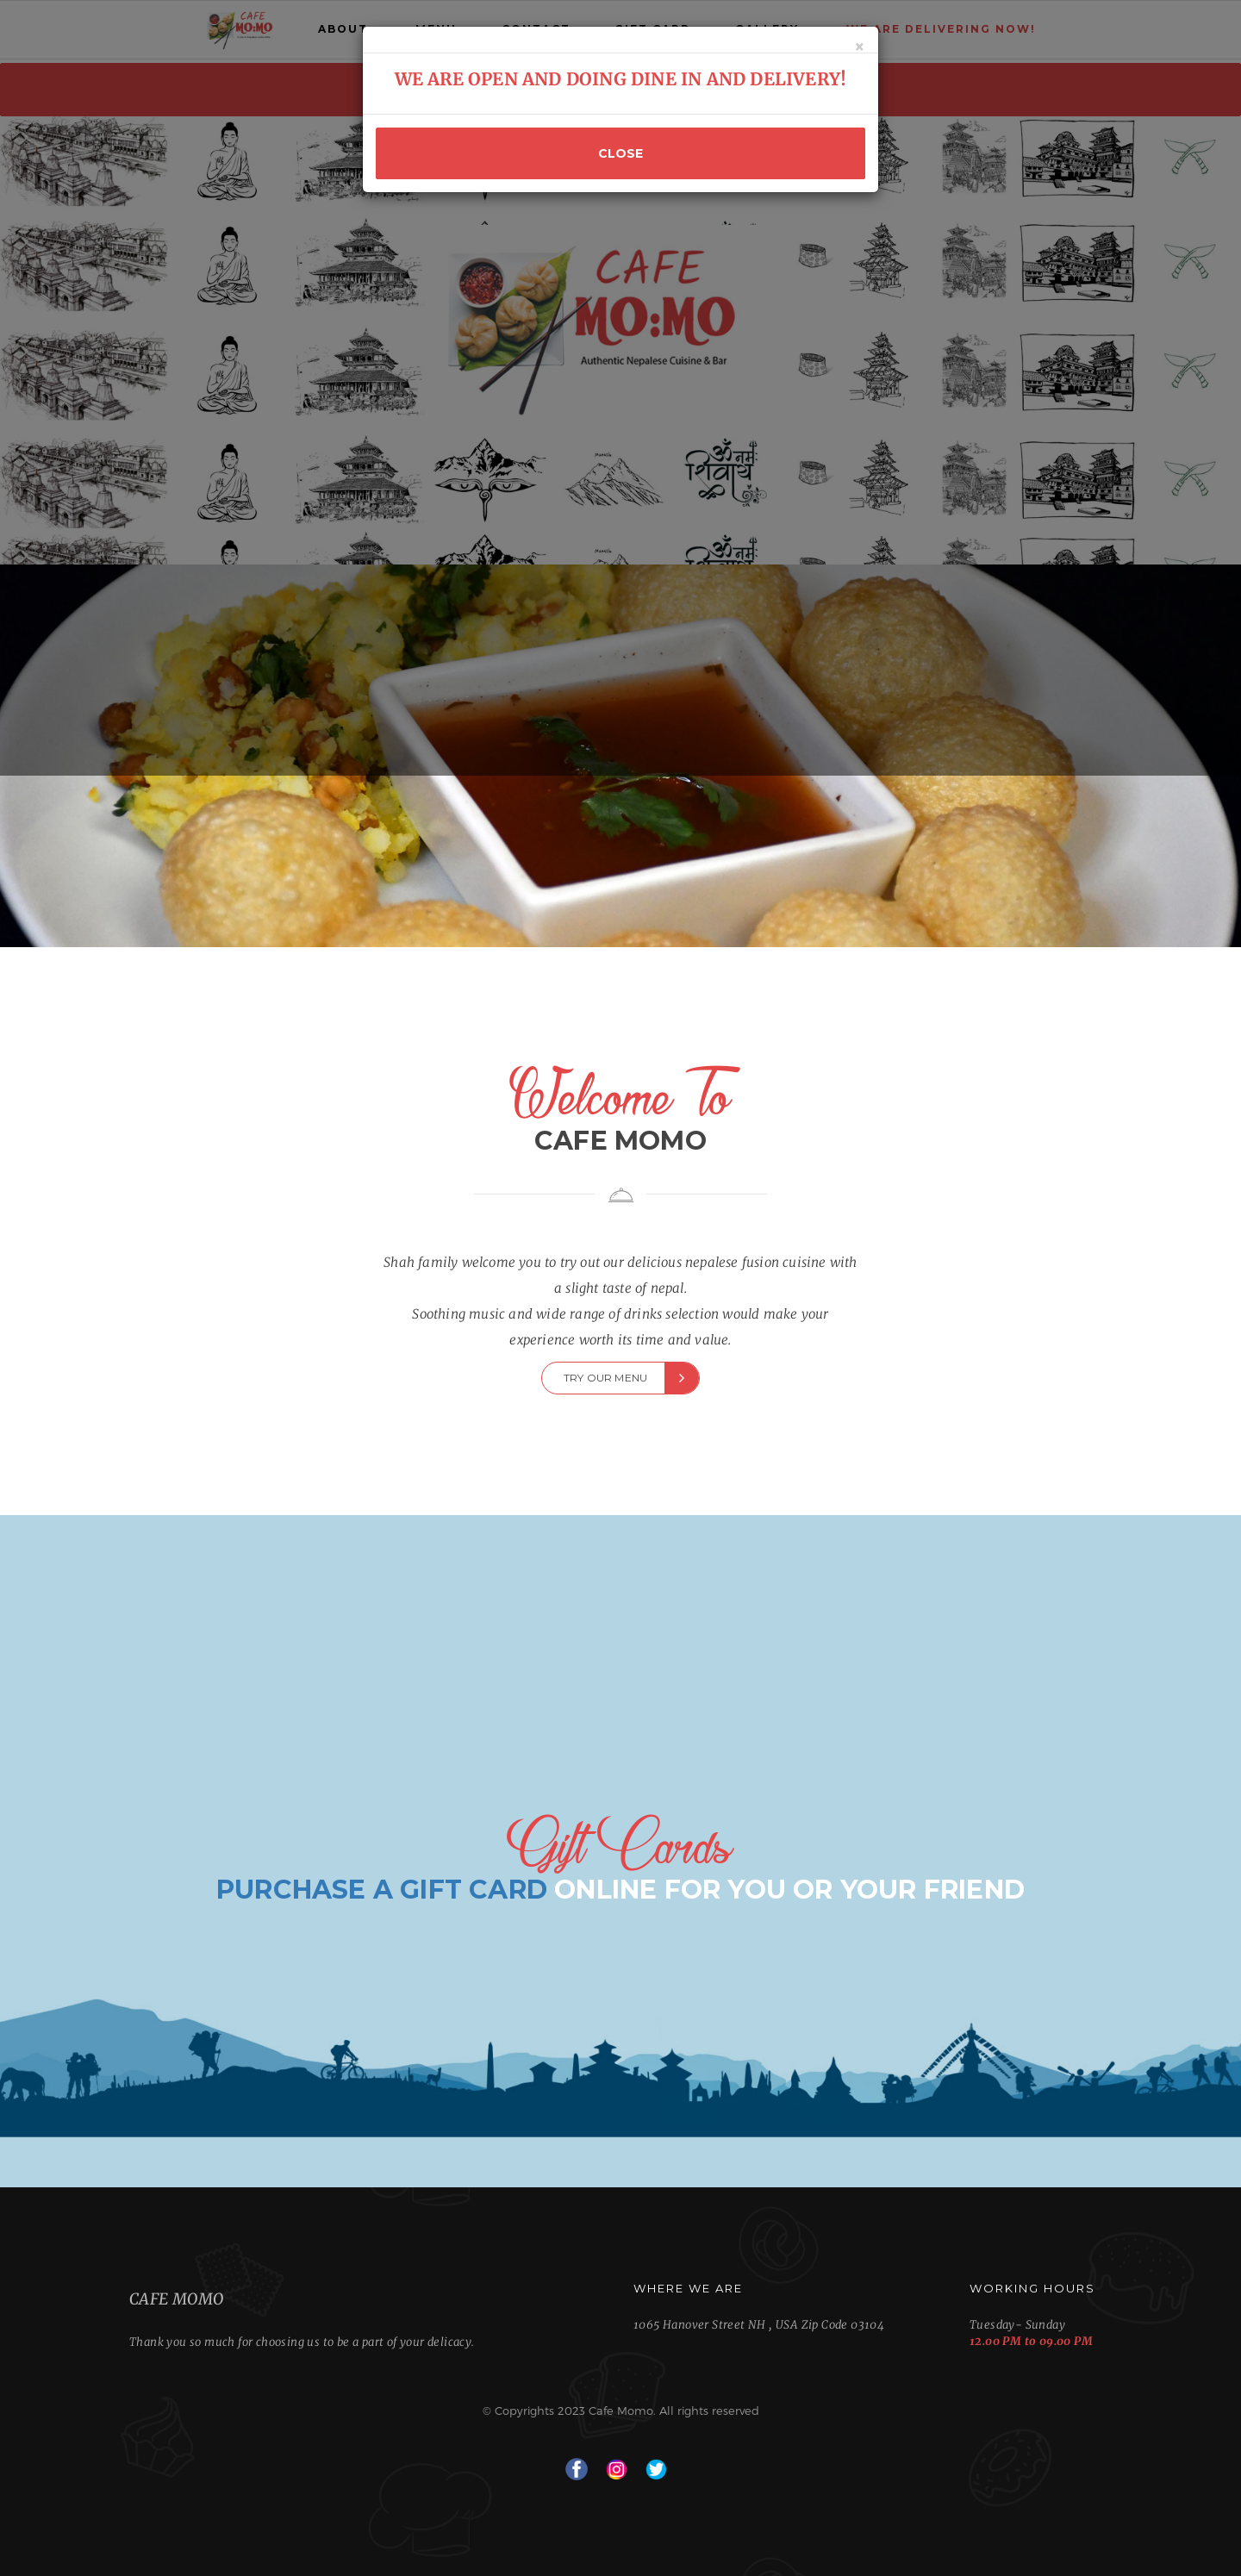 CAFE
MO:MO
ABOUT
WE ARE DELIVERING NOW!
×
WE ARE OPEN AND DOING DINE IN AND DELIVERY!
CLOSE
CAFE
MO:MO
Authentic Nepalese Cuisine & Bar
Welcome To
CAFE MOMO
Shah family welcome you to try out our delicious nepalese fusion cuisine with
a slight taste of nepal.
Soothing music and wide range of drinks selection would make your
experience worth its time and value.
TRY OUR MENU
Gift Cards
PURCHASE A GIFT CARD ONLINE FOR YOU OR YOUR FRIEND
CAFE MOMO
Thank you so much for choosing us to be a part of your delicacy.
WHERE WE ARE
1065 Hanover Street NH , USA Zip Code 03104
WORKING HOURS
Tuesday- Sunday
12.00 PM to 09.00 PM
© Copyrights 2023 Cafe Momo. All rights reserved